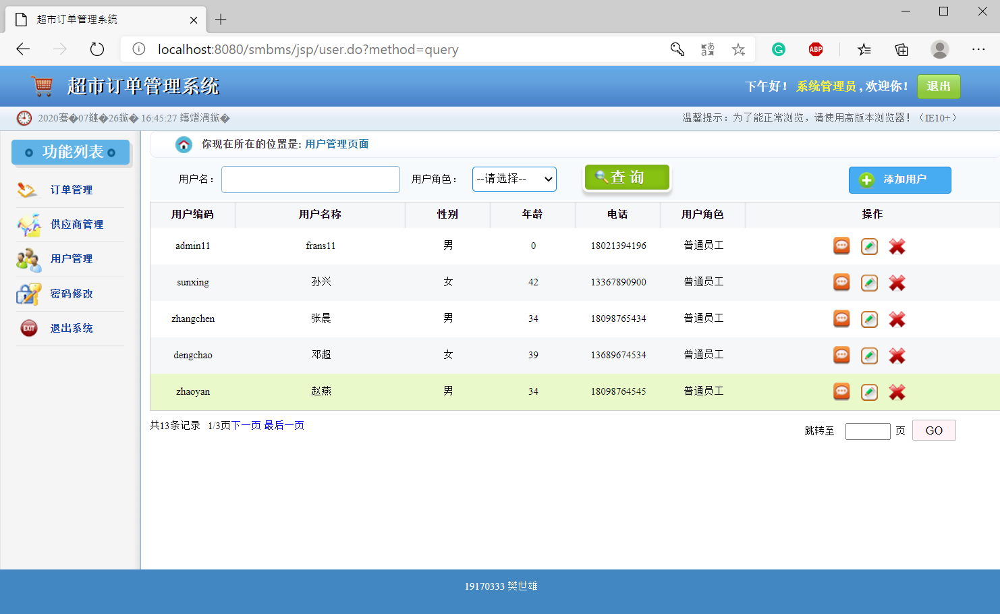 超市订单管理系统
localhost:8080/smbms/jsp/user.do?method=query
ABP
超市订单管理系统
下午好！ 系统管理员 , 欢迎你！ 退出
2020骞�07鏈�26鏃� 16:45:27 鏄熸湡鏃�
温馨提示：为了能正常浏览，请使用高版本浏览器！（IE10+）
功能列表
订单管理
供应商管理
用户管理
密码修改
EXIT 退出系统
你现在所在的位置是: 用户管理页面
用户名： 用户角色： --请选择-- 查 询 添加用户
用户编码 用户名称 性别 年龄 电话 用户角色 操作
admin11 frans11 男 0 18021394196 普通员工
sunxing 孙兴 女 42 13367890900 普通员工
zhangchen 张晨 男 34 18098765434 普通员工
dengchao 邓超 女 39 13689674534 普通员工
zhaoyan 赵燕 男 34 18098764545 普通员工
共13条记录 1/3页下一页 最后一页
跳转至 页 GO
19170333 樊世雄